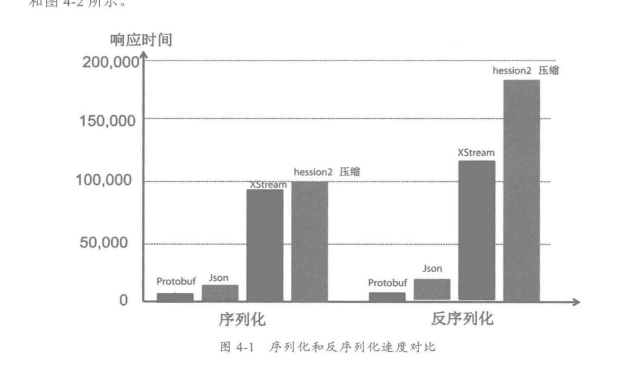 和图 4-2 所示。
响应时间
200,000
150,000
100,000
50,000
0
Protobuf
Json
XStream
hession2 压缩
Protobuf
Json
XStream
hession2 压缩
序列化
反序列化
图 4-1 序列化和反序列化速度对比